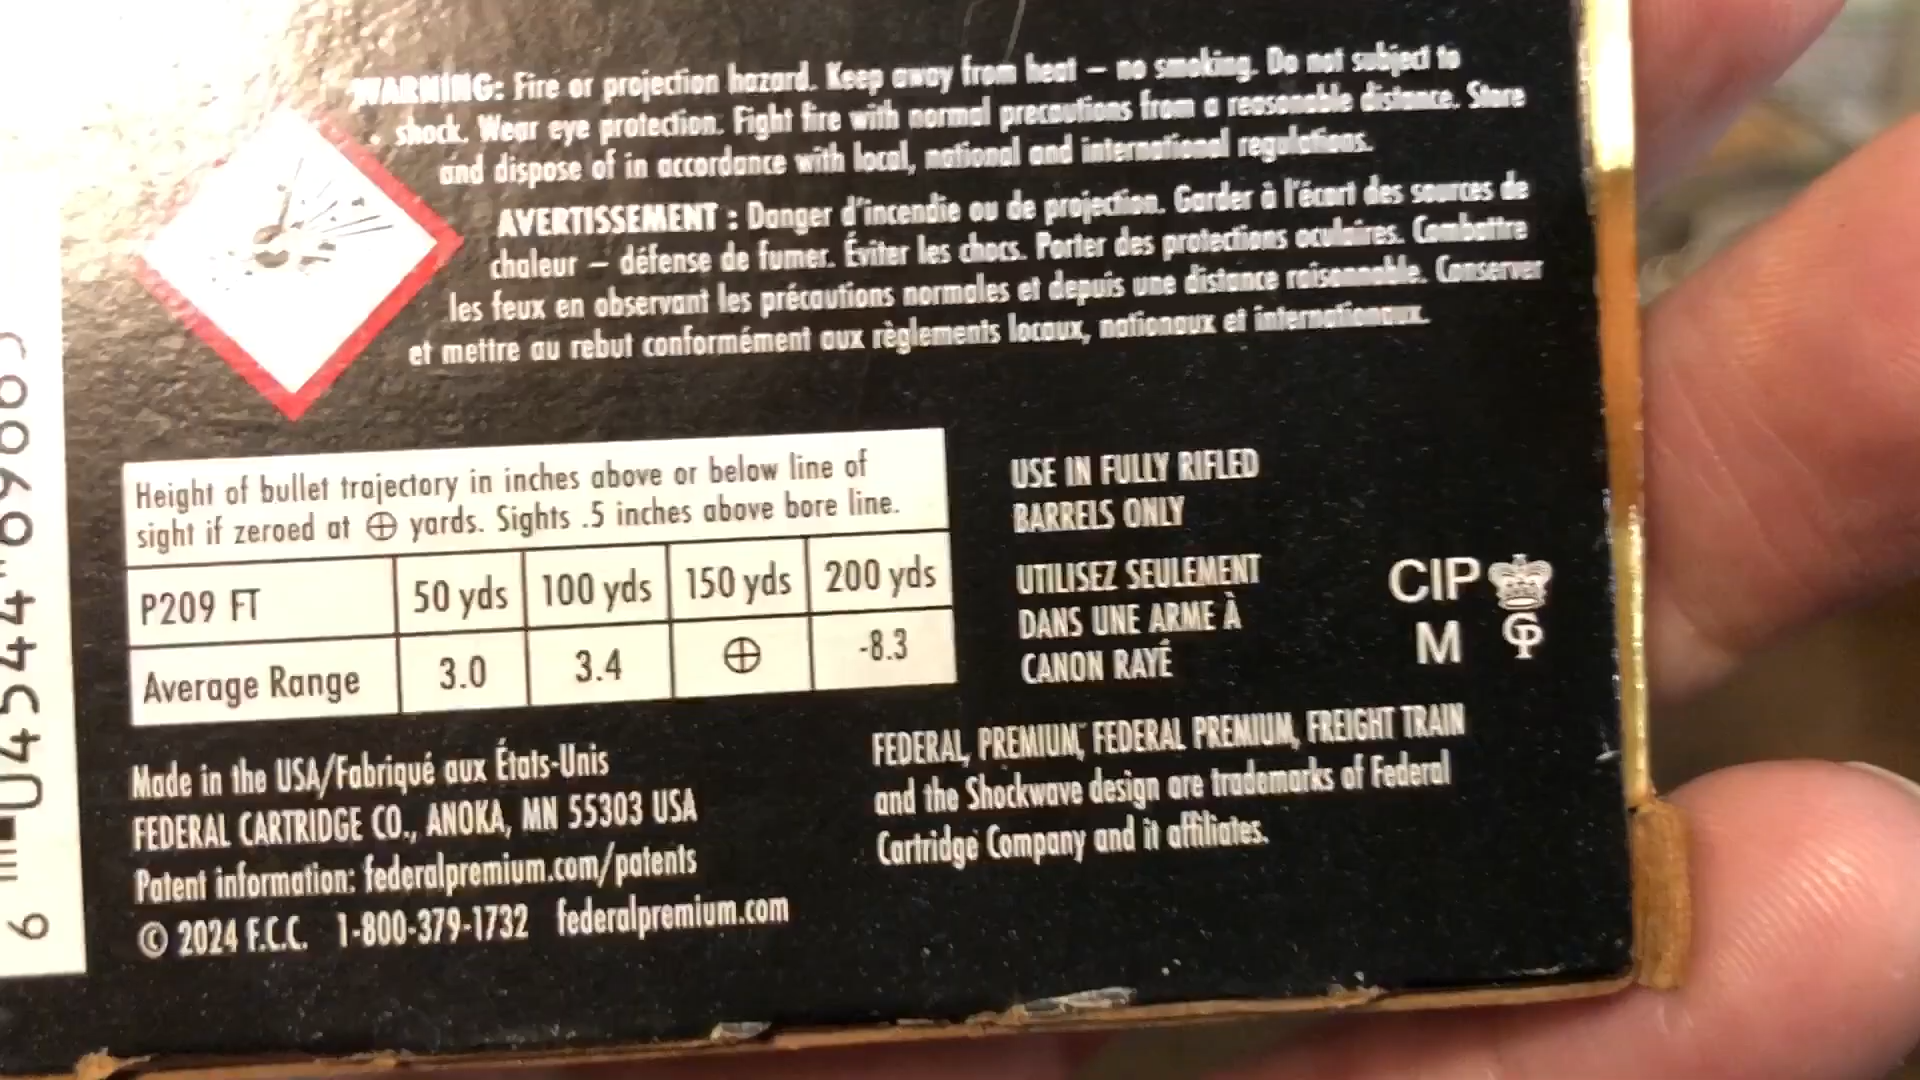 WARNING: Fire or projection hazard. Keep away from heat – no smoking. Do not subject to
shock. Wear eye protection. Fight fire with normal precautions from a reasonable distance. Store
and dispose of in accordance with local, national and international regulations.
AVERTISSEMENT : Danger d'incendie ou de projection. Garder à l'écart des sources de
chaleur – défense de fumer. Éviter les chocs. Porter des protections oculaires. Combattre
les feux en observant les précautions normales et depuis une distance raisonnable. Conserver
et mettre au rebut conformément aux règlements locaux, nationaux et internationaux.
Height of bullet trajectory in inches above or below line of
sight if zeroed at ⊕ yards. Sights .5 inches above bore line.
P209 FT 50 yds 100 yds 150 yds 200 yds
Average Range 3.0 3.4 ⊕ -8.3
USE IN FULLY RIFLED
BARRELS ONLY
UTILISEZ SEULEMENT
DANS UNE ARME À
CANON RAYÉ
CIP
M
Made in the USA/Fabriqué aux États-Unis
FEDERAL CARTRIDGE CO., ANOKA, MN 55303 USA
Patent information: federalpremium.com/patents
© 2024 F.C.C. 1-800-379-1732 federalpremium.com
FEDERAL, PREMIUM, FEDERAL PREMIUM, FREIGHT TRAIN
and the Shockwave design are trademarks of Federal
Cartridge Company and it affiliates.